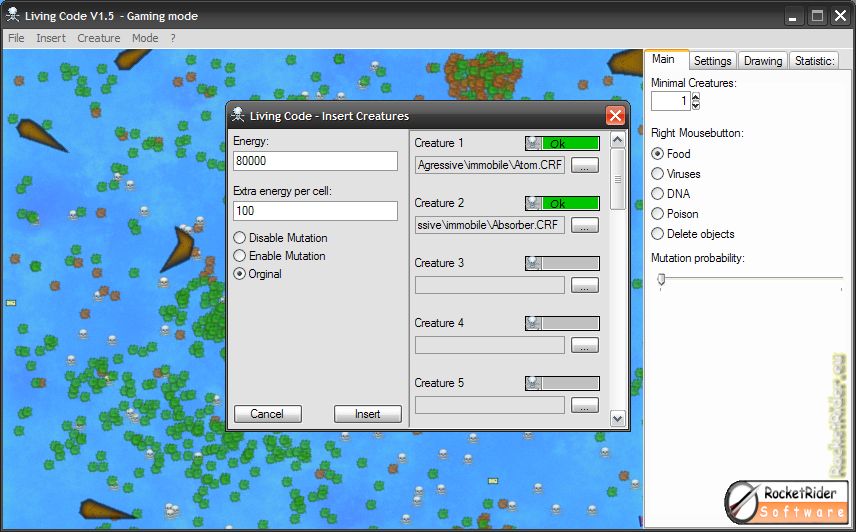 Living Code V1.5 - Gaming mode
File Insert Creature Mode ?
Main Settings Drawing Statistic:
Minimal Creatures:
1
Right Mousebutton:
Food
Viruses
DNA
Poison
Delete objects
Mutation probability:
Living Code - Insert Creatures
Energy:
80000
Extra energy per cell:
100
Disable Mutation
Enable Mutation
Orginal
Cancel Insert
Creature 1 Ok
Agressive\immobile\Atom.CRF ...
Creature 2 Ok
ssive\immobile\Absorber.CRF ...
Creature 3
...
Creature 4
...
Creature 5
...
RocketRider.eu
RocketRider
Software